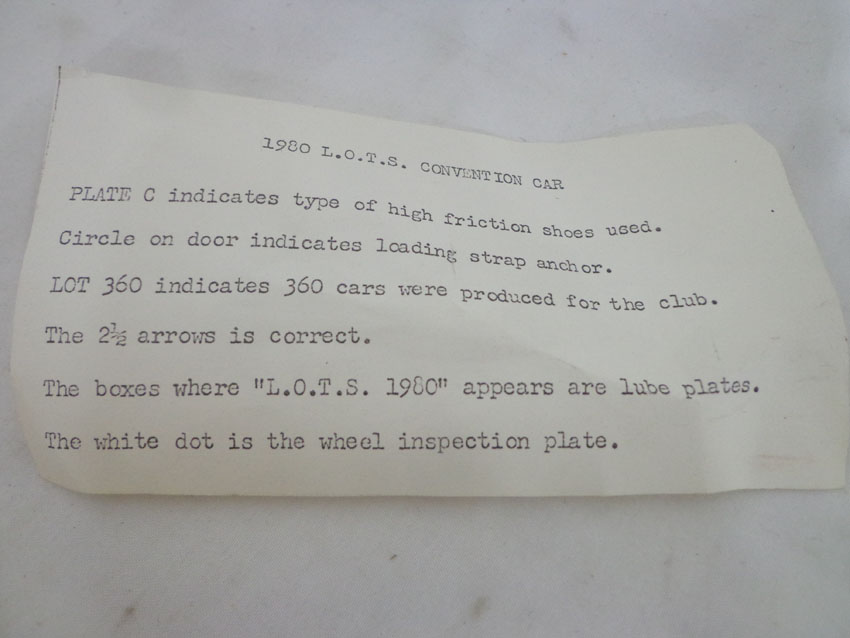 1980 L.O.T.S. CONVENTION CAR
PLATE C indicates type of high friction shoes used.
Circle on door indicates loading strap anchor.
LOT 360 indicates 360 cars were produced for the club.
The 2½ arrows is correct.
The boxes where "L.O.T.S. 1980" appears are lube plates.
The white dot is the wheel inspection plate.